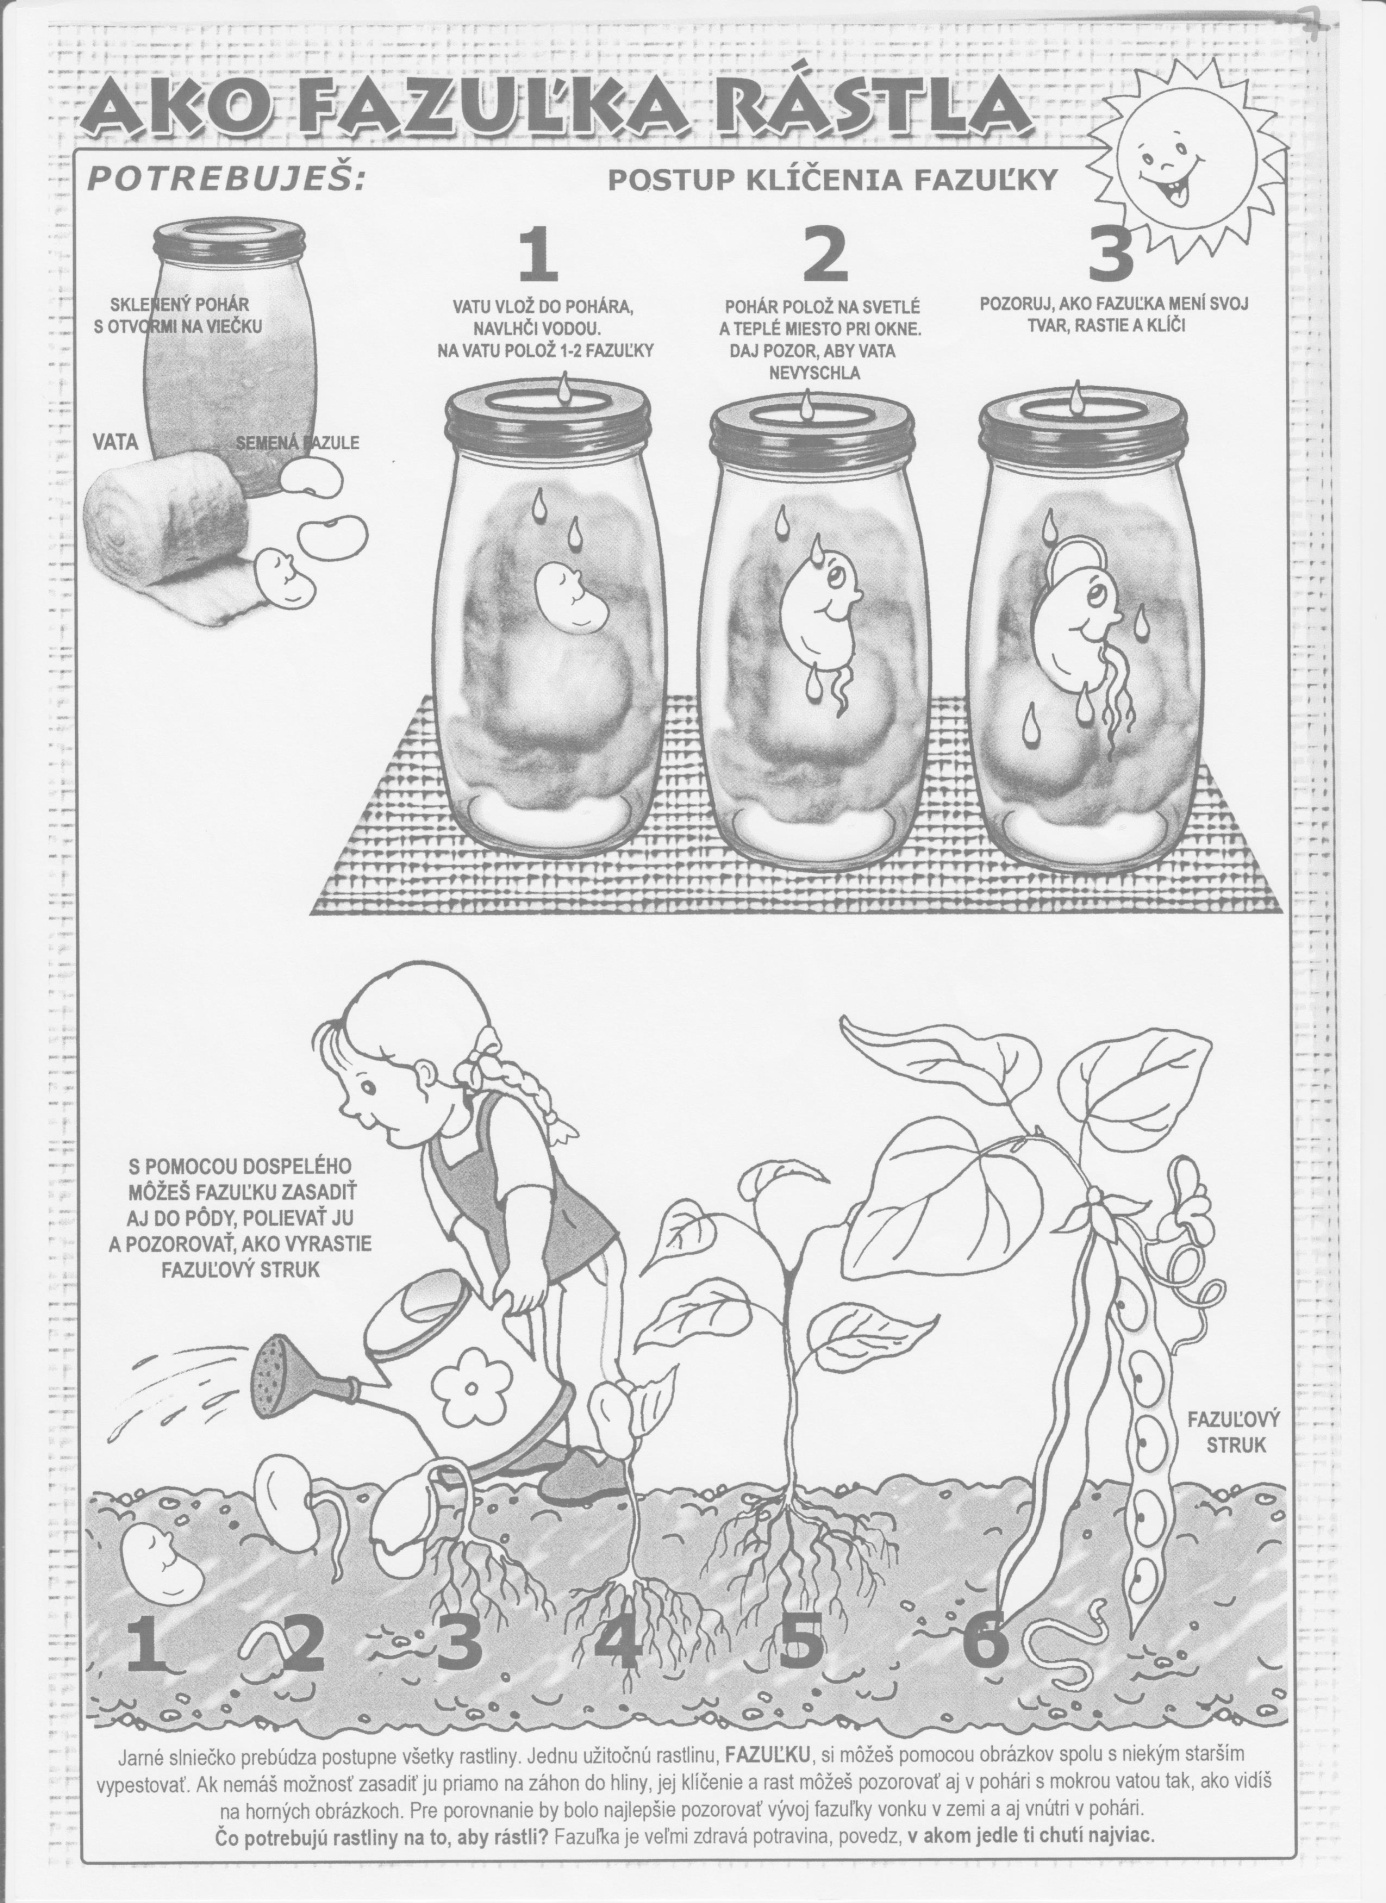 7
AKO FAZUĽKA RÁSTLA
POTREBUJEŠ:
SKLENENÝ POHÁR
S OTVORMI NA VIEČKU
VATA
SEMENÁ FAZULE
POSTUP KLÍČENIA FAZUĽKY
1
VATU VLOŽ DO POHÁRA,
NAVLHČI VODOU.
NA VATU POLOŽ 1-2 FAZUĽKY
2
POHÁR POLOŽ NA SVETLÉ
A TEPLÉ MIESTO PRI OKNE.
DAJ POZOR, ABY VATA
NEVYSCHLA
3
POZORUJ, AKO FAZUĽKA MENÍ SVOJ
TVAR, RASTIE A KLÍČI
S POMOCOU DOSPELÉHO
MÔŽEŠ FAZUĽKU ZASADIŤ
AJ DO PÔDY, POLIEVAŤ JU
A POZOROVAŤ, AKO VYRASTIE
FAZUĽOVÝ STRUK
FAZUĽOVÝ
STRUK
1 2 3 4 5 6
Jarné slniečko prebúdza postupne všetky rastliny. Jednu užitočnú rastlinu, FAZUĽKU, si môžeš pomocou obrázkov spolu s niekým starším
vypestovať. Ak nemáš možnosť zasadiť ju priamo na záhon do hliny, jej klíčenie a rast môžeš pozorovať aj v pohári s mokrou vatou tak, ako vidíš
na horných obrázkoch. Pre porovnanie by bolo najlepšie pozorovať vývoj fazuľky vonku v zemi a aj vnútri v pohári.
Čo potrebujú rastliny na to, aby rástli? Fazuľka je veľmi zdravá potravina, povedz, v akom jedle ti chutí najviac.